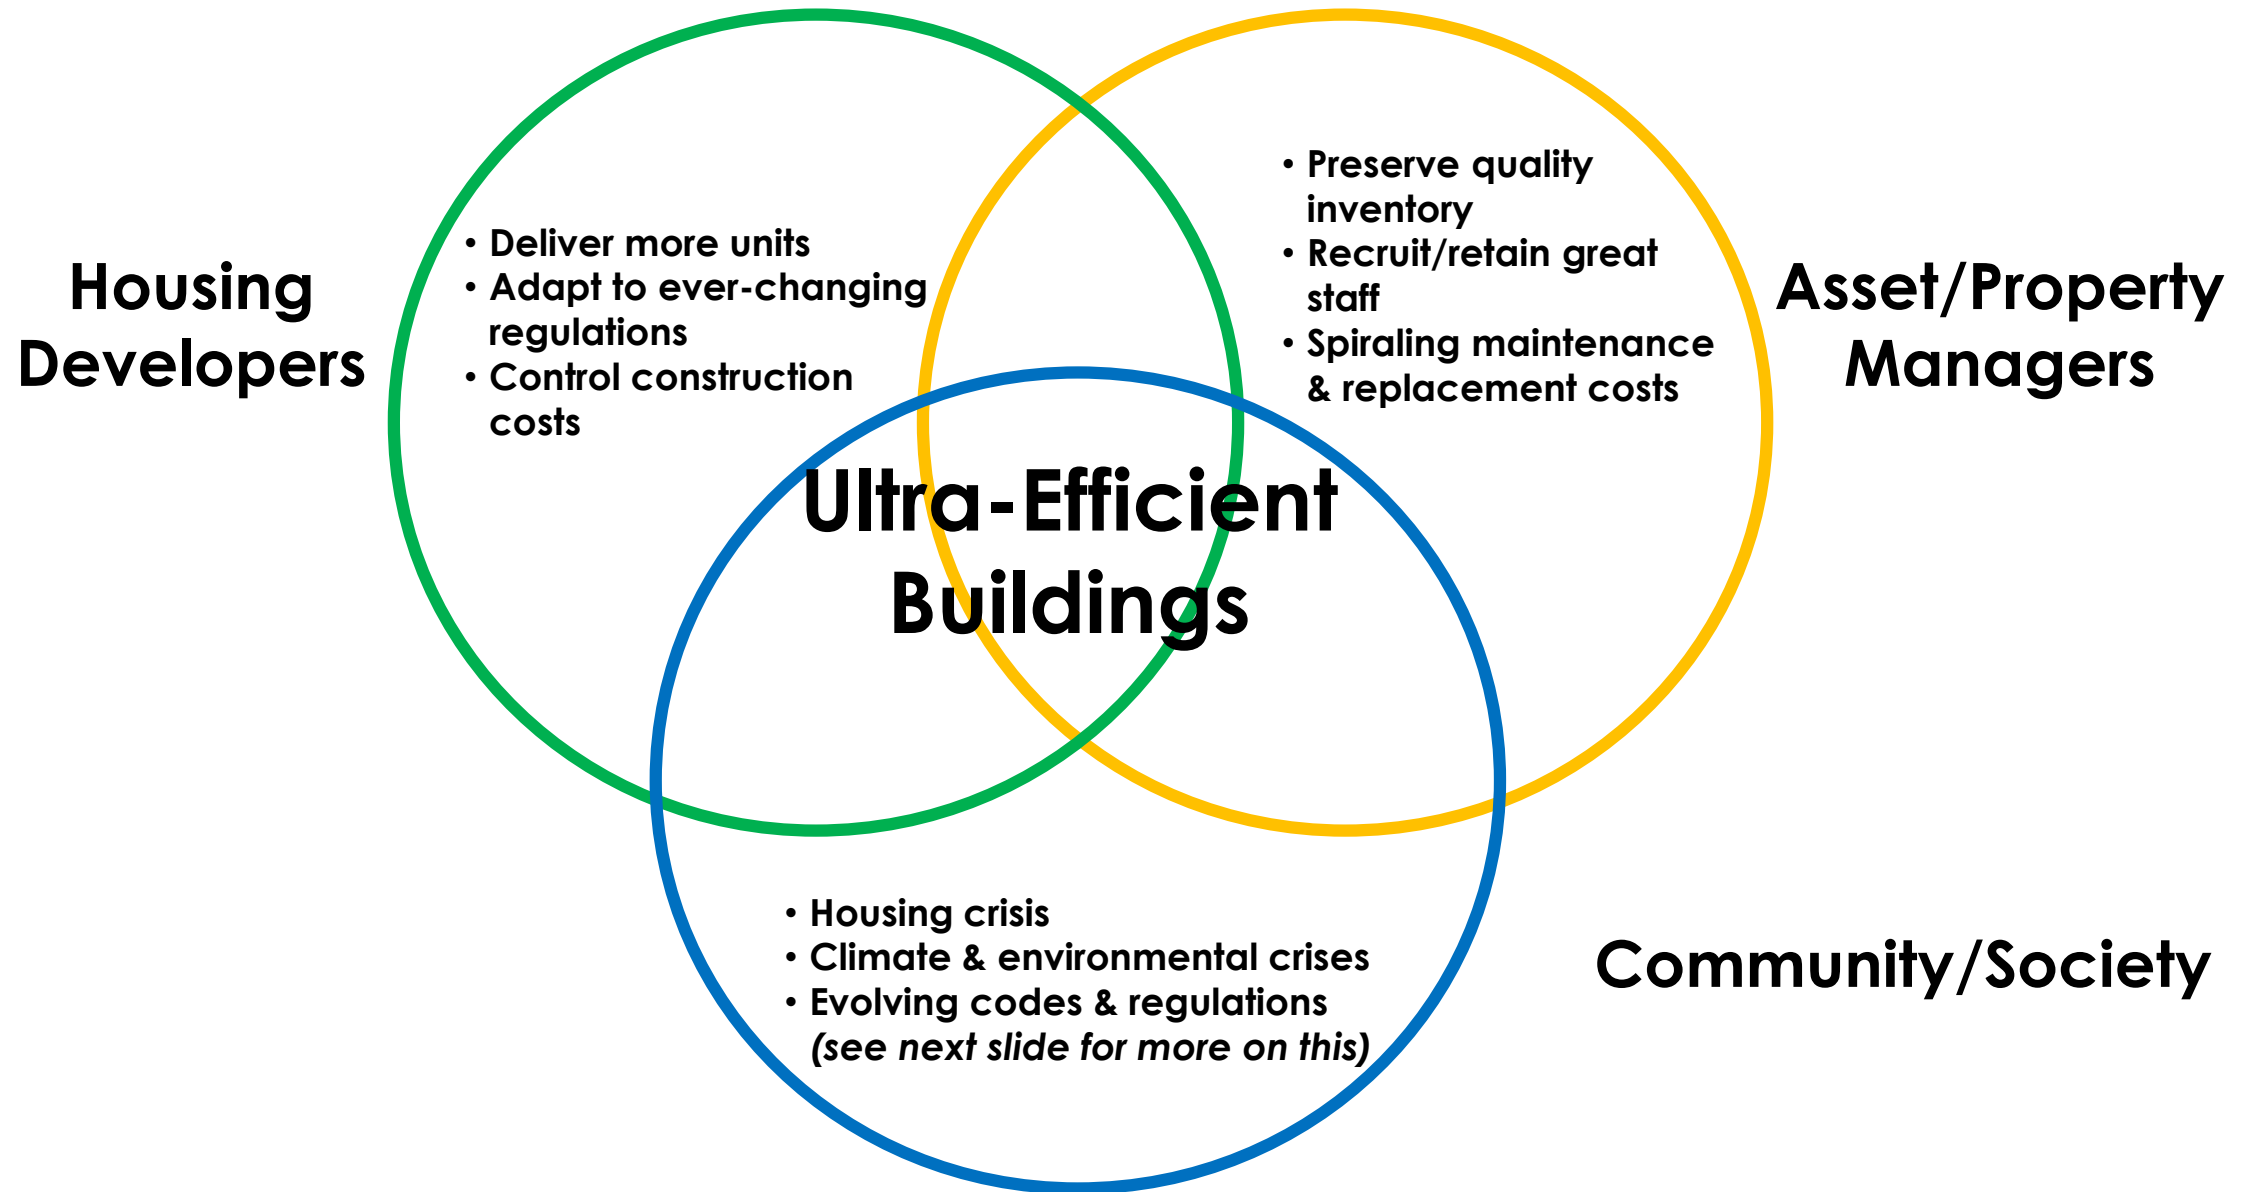 Housing
Developers
• Deliver more units
• Adapt to ever-changing
regulations
• Control construction
costs
• Preserve quality
inventory
• Recruit/retain great
staff
• Spiraling maintenance
& replacement costs
Asset/Property
Managers
Ultra-Efficient
Buildings
• Housing crisis
• Climate & environmental crises
• Evolving codes & regulations
(see next slide for more on this)
Community/Society